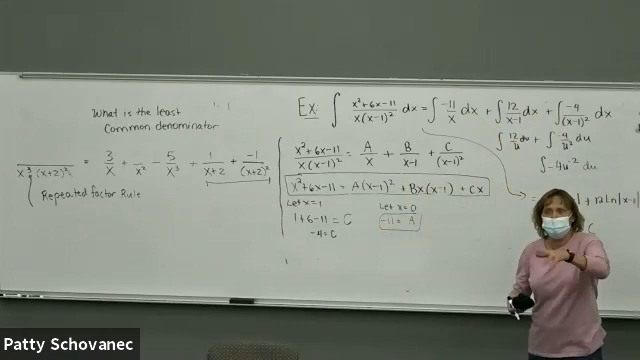 What is the least
Common denominator
x³(x+2)² = 3/x + 1/x² - 5/x³ + 1/(x+2) + -1/(x+2)²
Repeated factor Rule
Ex: ∫ (x²+6x-11)/(x(x-1)²) dx = ∫ -11/x dx + ∫ 12/(x-1) dx + ∫ -4/(x-1)² dx
∫ 12/u du + ∫ -4/u² du
∫ -4u⁻² du
(x²+6x-11)/(x(x-1)²) = A/x + B/(x-1) + C/(x-1)²
x²+6x-11 = A(x-1)² + Bx(x-1) + Cx
Let x=1
1+6-11 = C
-4=C
Let x=0
-11 = A
+ 12 Ln|x-1|
Patty Schovanec